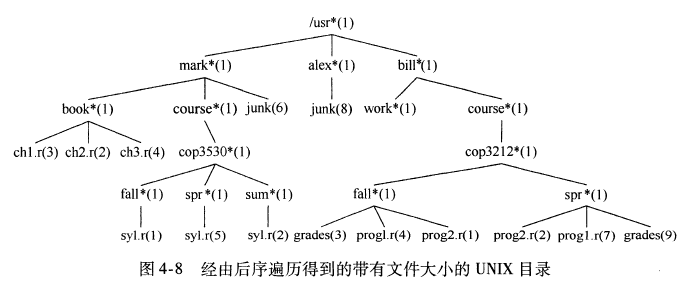 /usr*(1)
mark*(1) alex*(1) bill*(1)
book*(1) course*(1) junk(6) junk(8) work*(1) course*(1)
ch1.r(3) ch2.r(2) ch3.r(4) cop3530*(1) cop3212*(1)
fall*(1) spr*(1) sum*(1) fall*(1) spr*(1)
syl.r(1) syl.r(5) syl.r(2) grades(3) prog1.r(4) prog2.r(1) prog2.r(2) prog1.r(7) grades(9)
图 4-8 经由后序遍历得到的带有文件大小的 UNIX 目录